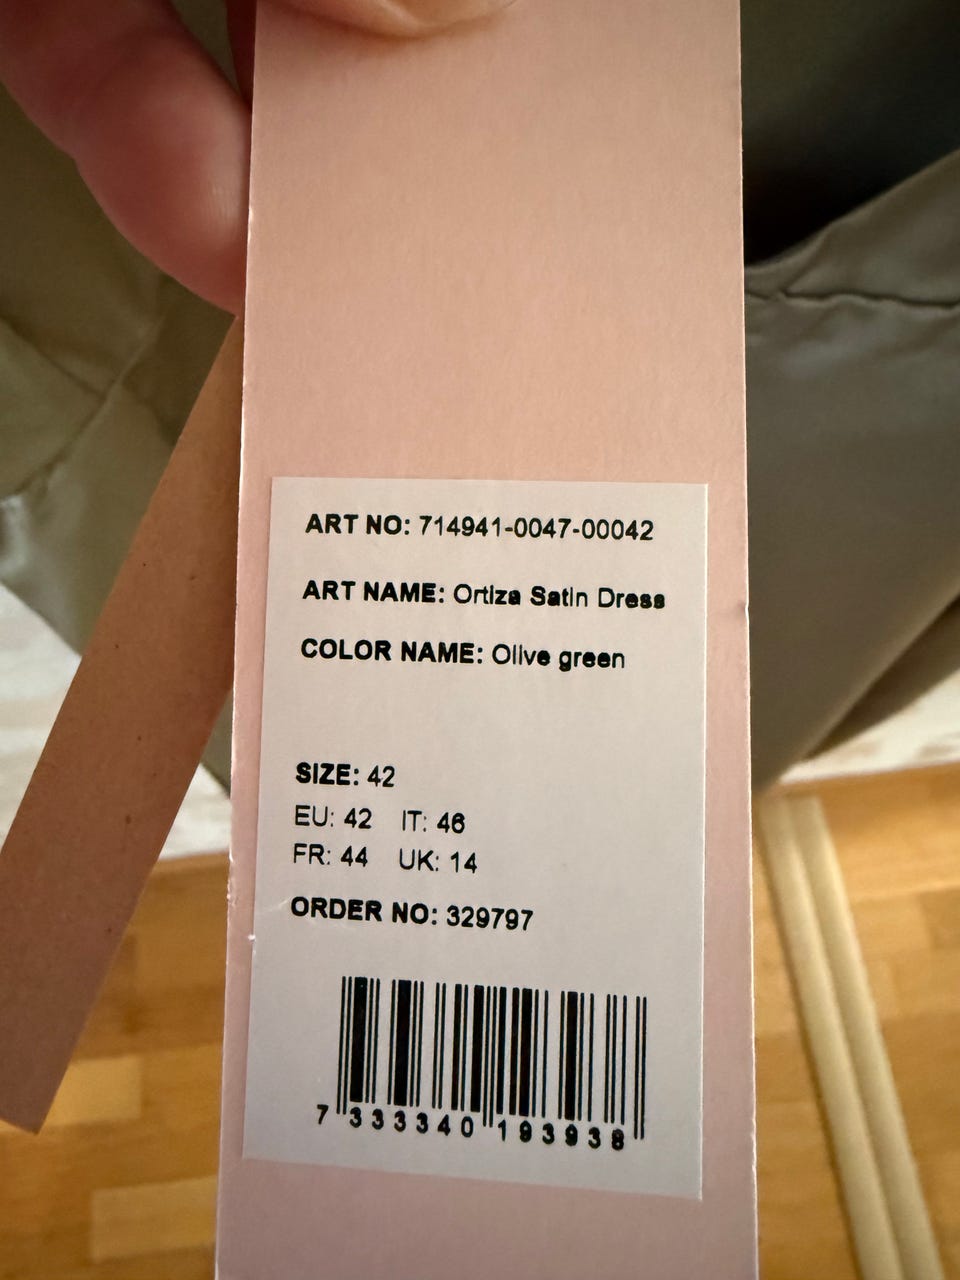 ART NO: 714941-0047-00042
ART NAME: Ortiza Satin Dress
COLOR NAME: Olive green
SIZE: 42
EU: 42 IT: 46
FR: 44 UK: 14
ORDER NO: 329797
7 333340 193938